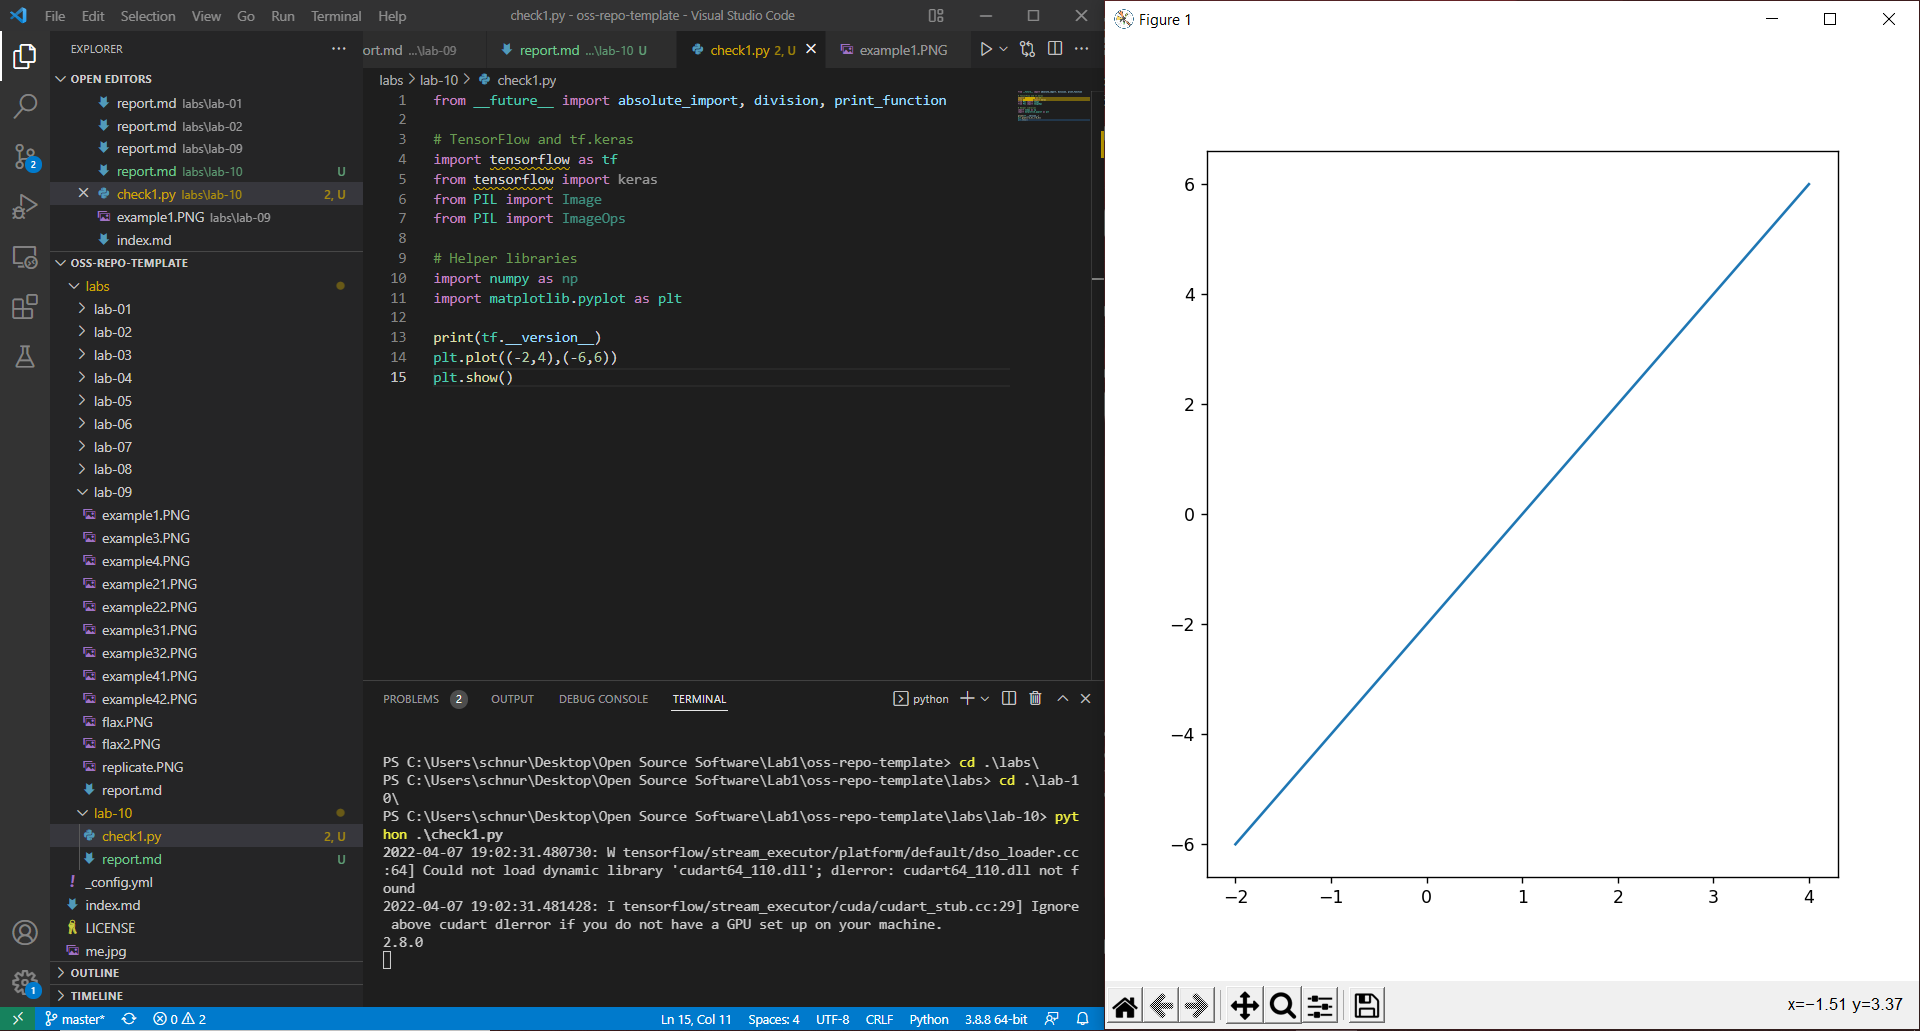 File Edit Selection View Go Run Terminal Help
check1.py - oss-repo-template - Visual Studio Code
EXPLORER
OPEN EDITORS
report.md labs\lab-01
report.md labs\lab-02
report.md labs\lab-09
report.md labs\lab-10 U
check1.py labs\lab-10 2, U
example1.PNG labs\lab-09
index.md
OSS-REPO-TEMPLATE
labs
lab-01
lab-02
lab-03
lab-04
lab-05
lab-06
lab-07
lab-08
lab-09
example1.PNG
example3.PNG
example4.PNG
example21.PNG
example22.PNG
example31.PNG
example32.PNG
example41.PNG
example42.PNG
flax.PNG
flax2.PNG
replicate.PNG
report.md
lab-10
check1.py 2, U
report.md U
_config.yml
index.md
LICENSE
me.jpg
OUTLINE
TIMELINE
2
1
ort.md ...\lab-09
report.md ...\lab-10 U
check1.py 2, U
example1.PNG
labs > lab-10 > check1.py
1 from __future__ import absolute_import, division, print_function
2
3 # TensorFlow and tf.keras
4 import tensorflow as tf
5 from tensorflow import keras
6 from PIL import Image
7 from PIL import ImageOps
8
9 # Helper libraries
10 import numpy as np
11 import matplotlib.pyplot as plt
12
13 print(tf.__version__)
14 plt.plot((-2,4),(-6,6))
15 plt.show()
PROBLEMS 2 OUTPUT DEBUG CONSOLE TERMINAL
python
PS C:\Users\schnur\Desktop\Open Source Software\Lab1\oss-repo-template> cd .\labs\
PS C:\Users\schnur\Desktop\Open Source Software\Lab1\oss-repo-template\labs> cd .\lab-1
0\
PS C:\Users\schnur\Desktop\Open Source Software\Lab1\oss-repo-template\labs\lab-10> pyt
hon .\check1.py
2022-04-07 19:02:31.480730: W tensorflow/stream_executor/platform/default/dso_loader.cc
:64] Could not load dynamic library 'cudart64_110.dll'; dlerror: cudart64_110.dll not f
ound
2022-04-07 19:02:31.481428: I tensorflow/stream_executor/cuda/cudart_stub.cc:29] Ignore
above cudart dlerror if you do not have a GPU set up on your machine.
2.8.0
master* 0 2
Ln 15, Col 11 Spaces: 4 UTF-8 CRLF Python 3.8.8 64-bit
Figure 1
6
4
2
0
−2
−4
−6
−2 −1 0 1 2 3 4
x=−1.51 y=3.37